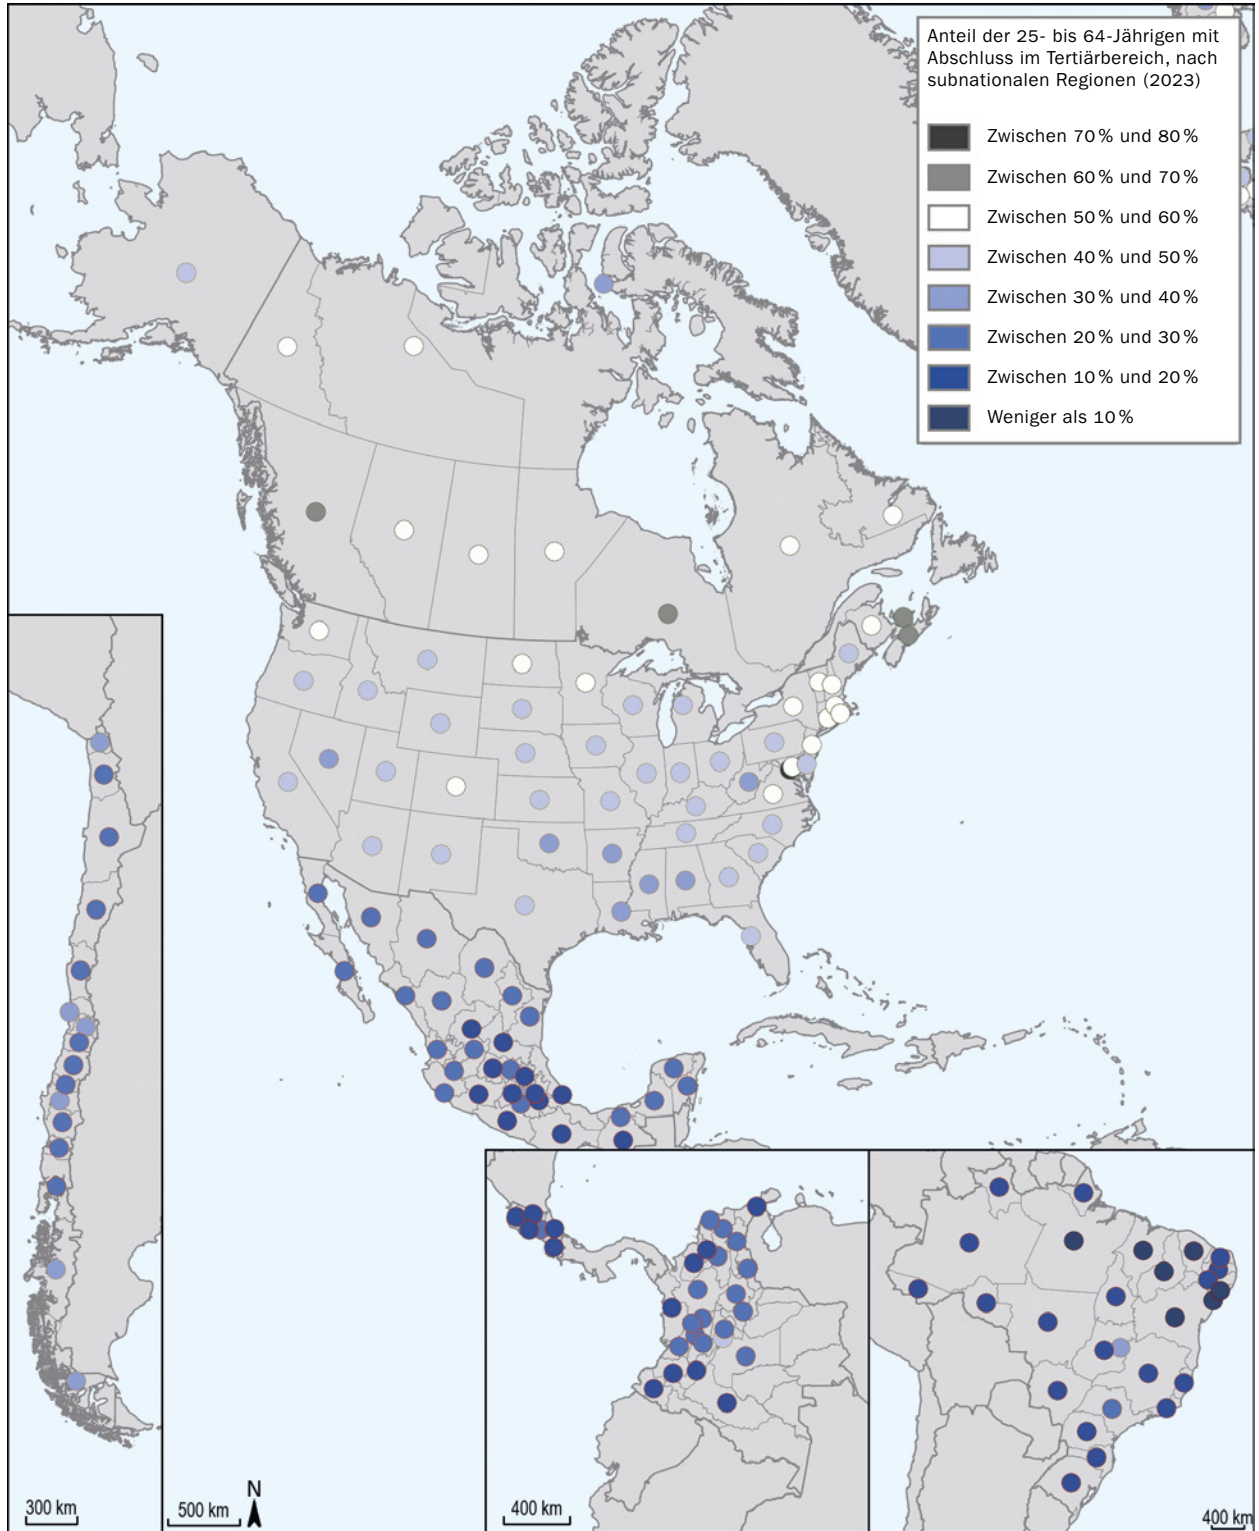 Anteil der 25- bis 64-Jährigen mit
Abschluss im Tertiärbereich, nach
subnationalen Regionen (2023)
Zwischen 70 % und 80 %
Zwischen 60 % und 70 %
Zwischen 50 % und 60 %
Zwischen 40 % und 50 %
Zwischen 30 % und 40 %
Zwischen 20 % und 30 %
Zwischen 10 % und 20 %
Weniger als 10 %
300 km
500 km
N
400 km
400 km